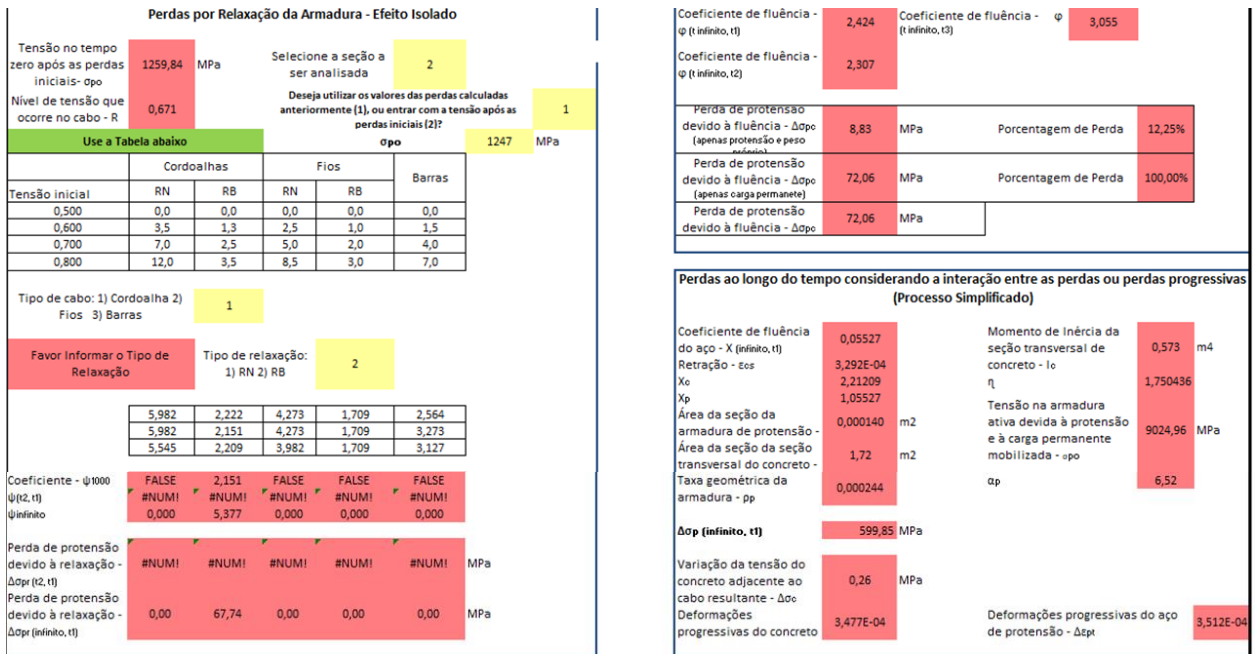 Perdas por Relaxação da Armadura - Efeito Isolado
Tensão no tempo
zero após as perdas
iniciais- σpo
1259,84 MPa
Selecione a seção a
ser analisada
2
Nível de tensão que
ocorre no cabo - R
0,671
Deseja utilizar os valores das perdas calculadas
anteriormente (1), ou entrar com a tensão após as
perdas iniciais (2)?
1
Use a Tabela abaixo
σpo 1247 MPa
Cordoalhas Fios Barras
Tensão inicial RN RB RN RB
0,500 0,0 0,0 0,0 0,0 0,0
0,600 3,5 1,3 2,5 1,0 1,5
0,700 7,0 2,5 5,0 2,0 4,0
0,800 12,0 3,5 8,5 3,0 7,0
Tipo de cabo: 1) Cordoalha 2)
Fios 3) Barras
1
Favor Informar o Tipo de
Relaxação
Tipo de relaxação:
1) RN 2) RB
2
5,982 2,222 4,273 1,709 2,564
5,982 2,151 4,273 1,709 3,273
5,545 2,209 3,982 1,709 3,127
Coeficiente - ψ1000 FALSE 2,151 FALSE FALSE FALSE
ψ(t2, t1) #NUM! #NUM! #NUM! #NUM! #NUM!
ψinfinito 0,000 5,377 0,000 0,000 0,000
Perda de protensão
devido à relaxação -
Δσpr (t2, t1)
#NUM! #NUM! #NUM! #NUM! #NUM! MPa
Perda de protensão
devido à relaxação -
Δσpr (infinito, t1)
0,00 67,74 0,00 0,00 0,00 MPa
Coeficiente de fluência -
φ (t infinito, t1)
2,424
Coeficiente de fluência - φ
(t infinito, t3)
3,055
Coeficiente de fluência -
φ (t infinito, t2)
2,307
Perda de protensão
devido à fluência - Δσpc
(apenas protensão e peso
próprio)
8,83 MPa
Porcentagem de Perda 12,25%
Perda de protensão
devido à fluência - Δσpc
(apenas carga permanete)
72,06 MPa
Porcentagem de Perda 100,00%
Perda de protensão
devido à fluência - Δσpc
72,06 MPa
Perdas ao longo do tempo considerando a interação entre as perdas ou perdas progressivas
(Processo Simplificado)
Coeficiente de fluência
do aço - X (infinito, t1)
0,05527
Retração - εcs 3,292E-04
Xc 2,21209
Xp 1,05527
Área da seção da
armadura de protensão -
0,000140 m2
Área da seção da seção
transversal do concreto -
1,72 m2
Taxa geométrica da
armadura - ρp
0,000244
Momento de Inércia da
seção transversal de
concreto - Ic
0,573 m4
η 1,750436
Tensão na armadura
ativa devida à protensão
e à carga permanente
mobilizada - σpo
9024,96 MPa
αp 6,52
Δσp (infinito, t1) 599,85 MPa
Variação da tensão do
concreto adjacente ao
cabo resultante - Δσc
0,26 MPa
Deformações
progressivas do concreto
3,477E-04
Deformações progressivas do aço
de protensão - Δεpt
3,512E-04